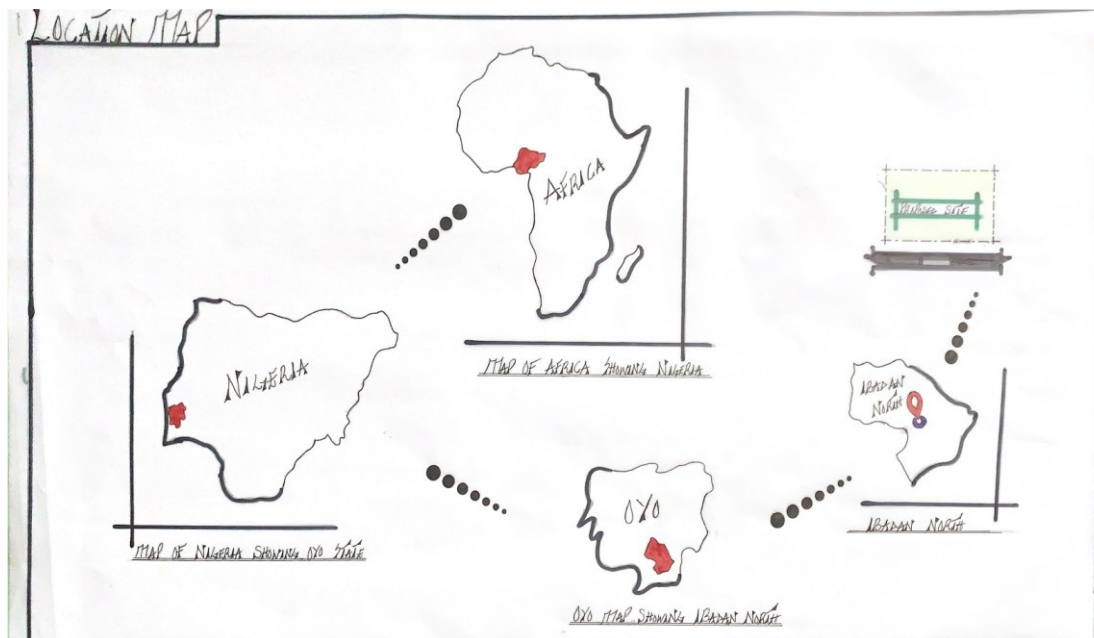 LOCATION MAP
AFRICA
MAP OF AFRICA SHOWING NIGERIA
NIGERIA
MAP OF NIGERIA SHOWING OYO STATE
OYO
OYO MAP SHOWING IBADAN NORTH
IBADAN
NORTH
IBADAN NORTH
SITE